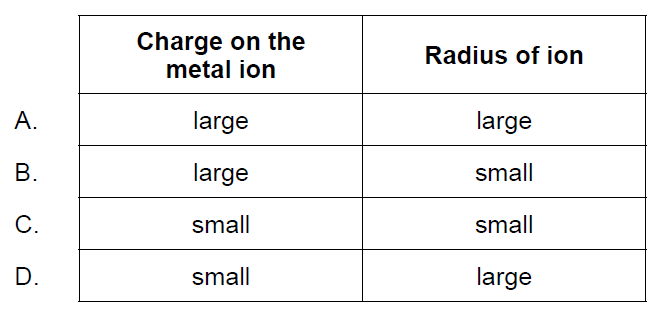 Charge on the
metal ion
Radius of ion
A. large large
B. large small
C. small small
D. small large